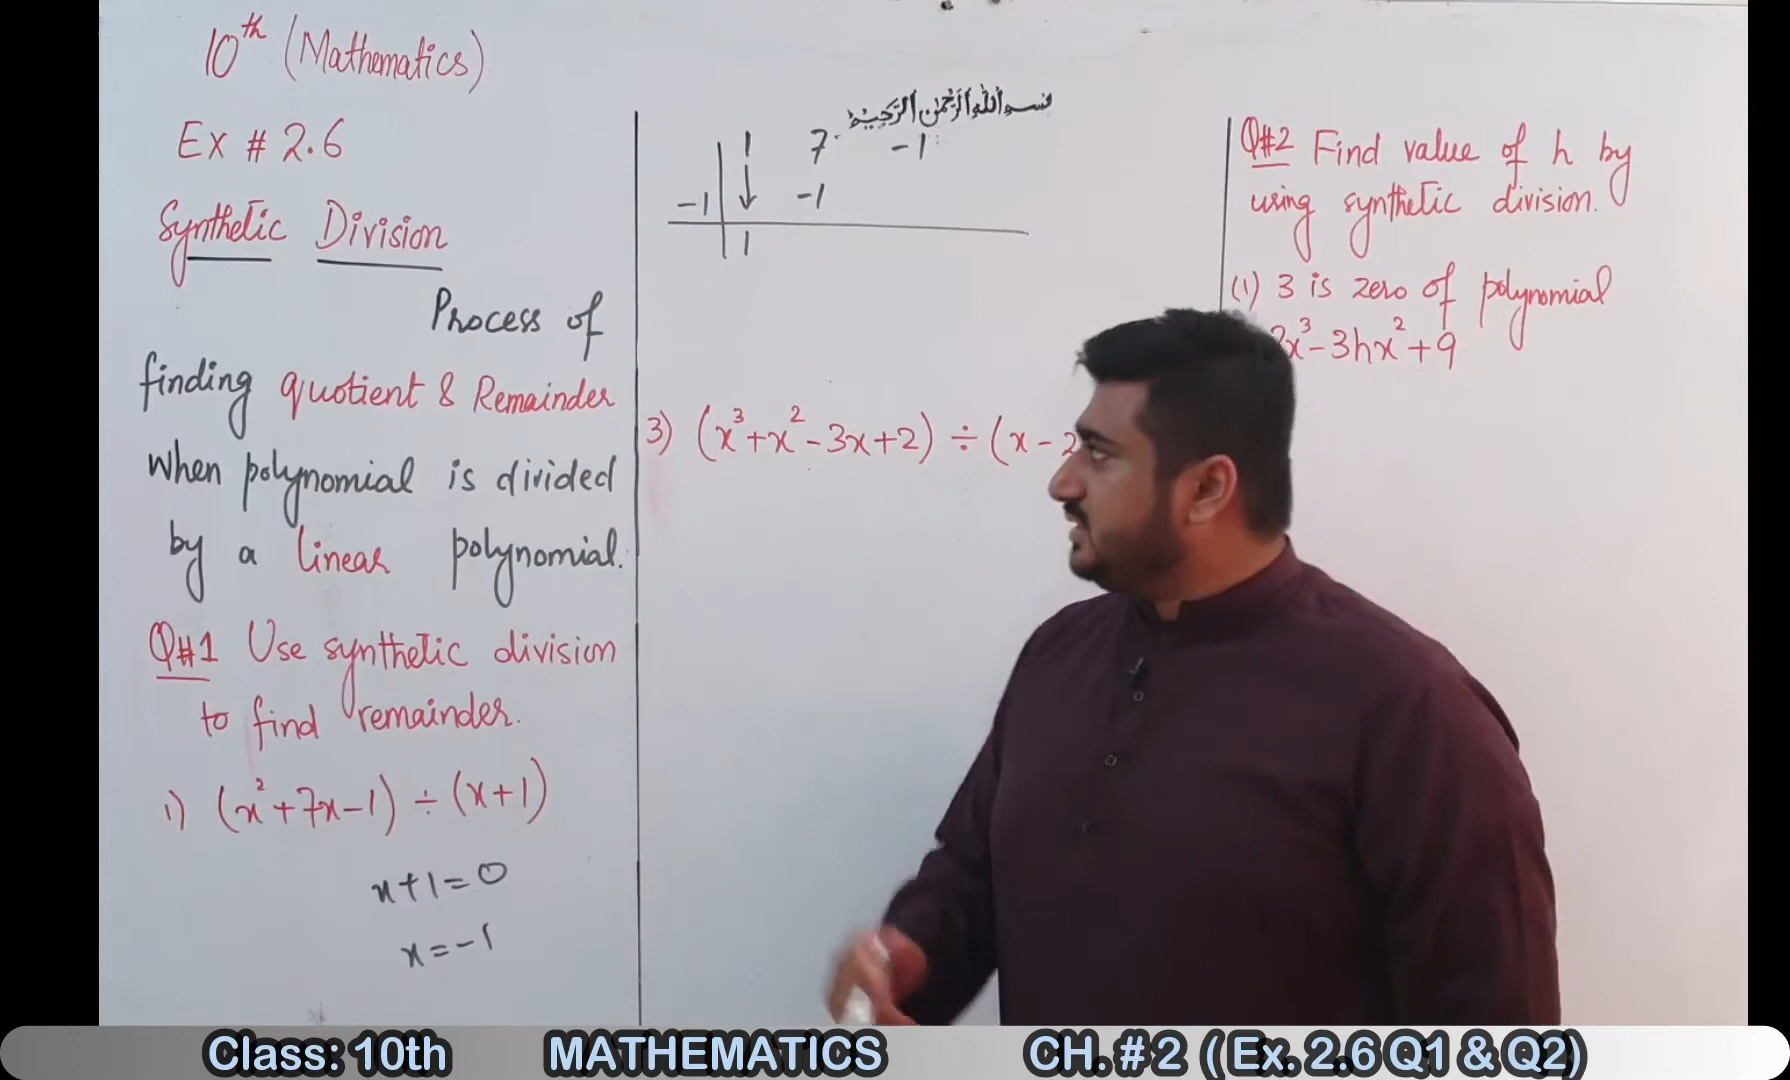 10th (Mathematics)
Ex # 2.6
Synthetic Division
Process of
finding quotient & Remainder
when polynomial is divided
by a linear polynomial.
Q#1 Use synthetic division
to find remainder.
1) (x²+7x-1) ÷ (x+1)
x+1=0
x=-1
بسم الله الرحمن الرحيم
1 7 -1
-1 ↓ -1
1
3) (x³+x²-3x+2) ÷ (x-2
Q#2 Find value of h by
using synthetic division.
(1) 3 is zero of polynomial
2x³-3hx²+9
Class: 10th MATHEMATICS CH. # 2 ( Ex. 2.6 Q1 & Q2)